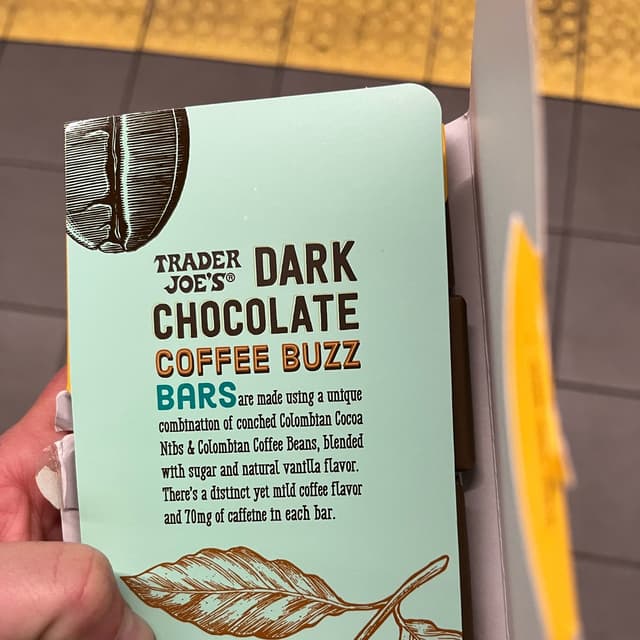 TRADER JOE'S® DARK
CHOCOLATE
COFFEE BUZZ
BARS are made using a unique
combination of conched Colombian Cocoa
Nibs & Colombian Coffee Beans, blended
with sugar and natural vanilla flavor.
There's a distinct yet mild coffee flavor
and 70mg of caffeine in each bar.